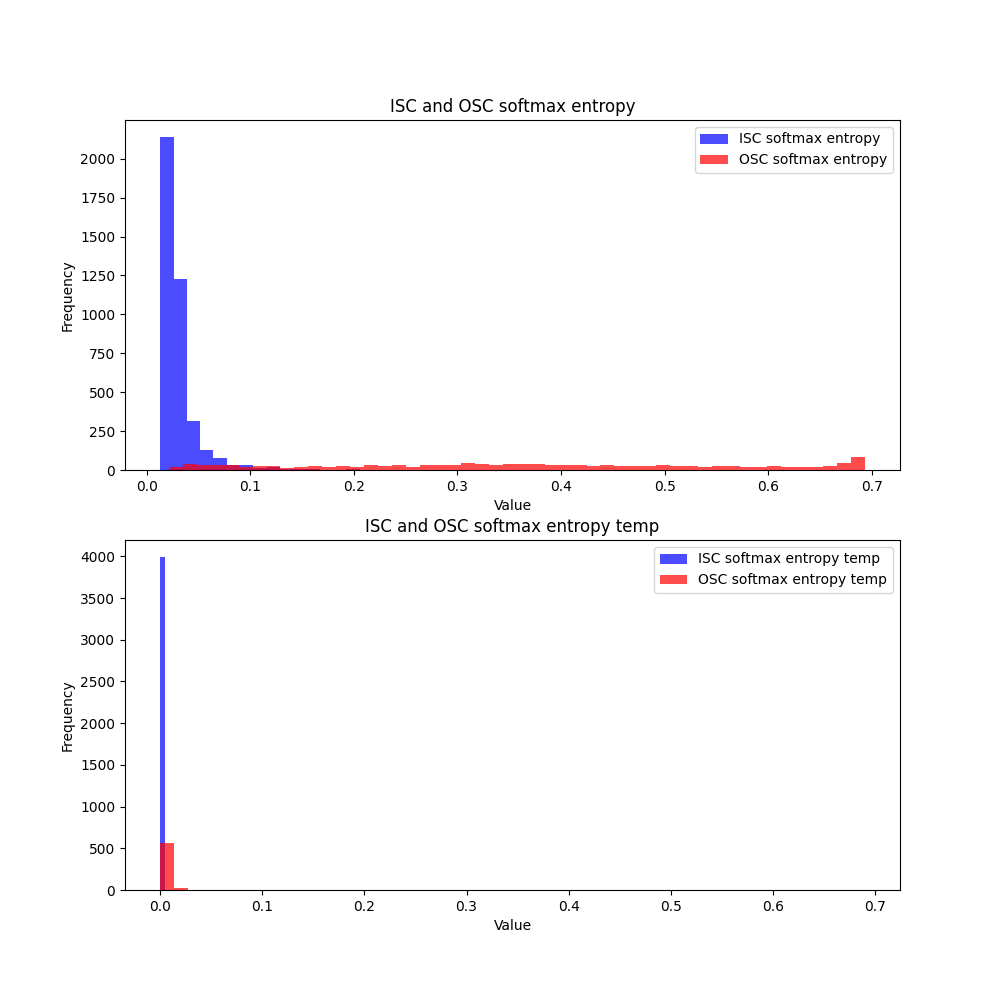 ISC and OSC softmax entropy
ISC softmax entropy
OSC softmax entropy
2000
1750
1500
1250
1000
750
500
250
0
Frequency
0.0 0.1 0.2 0.3 0.4 0.5 0.6 0.7
Value
ISC and OSC softmax entropy temp
ISC softmax entropy temp
OSC softmax entropy temp
4000
3500
3000
2500
2000
1500
1000
500
0
Frequency
0.0 0.1 0.2 0.3 0.4 0.5 0.6 0.7
Value